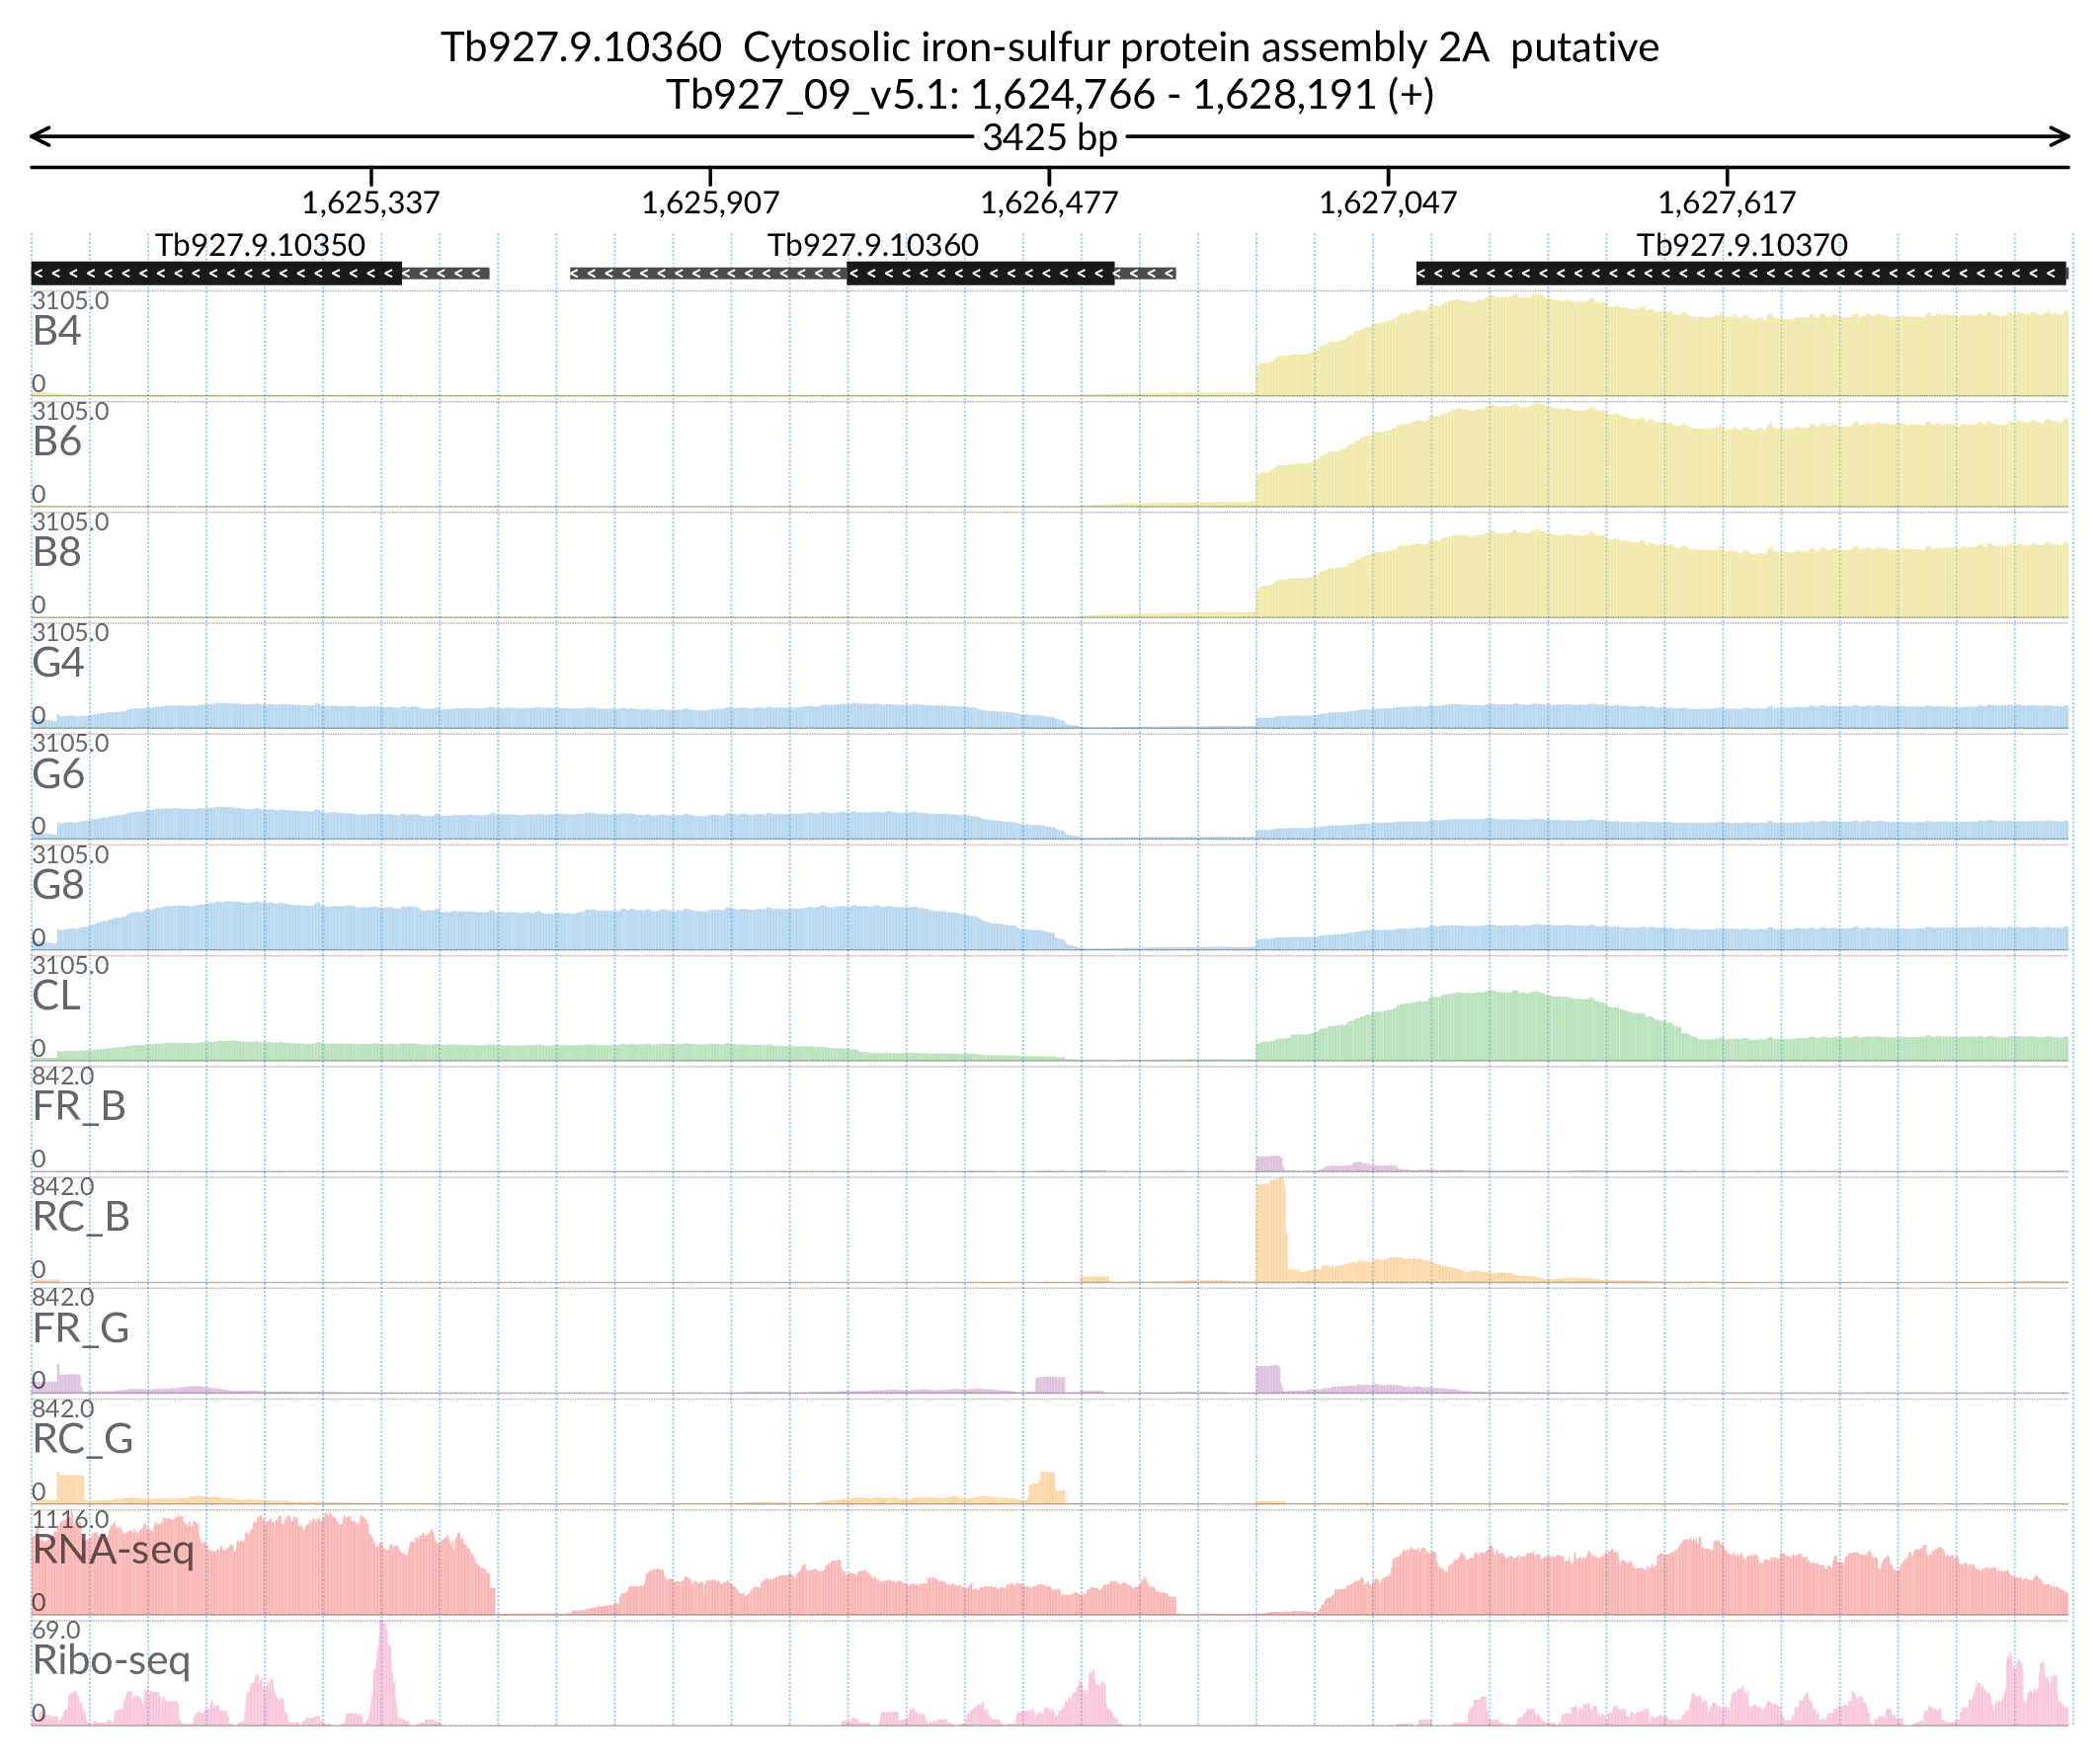 Tb927.9.10360  Cytosolic iron-sulfur protein assembly 2A  putative
Tb927_09_v5.1: 1,624,766 - 1,628,191 (+)
3425 bp
1,625,337 1,625,907 1,626,477 1,627,047 1,627,617
Tb927.9.10350 Tb927.9.10360 Tb927.9.10370
3105.0
B4
0
3105.0
B6
0
3105.0
B8
0
3105.0
G4
0
3105.0
G6
0
3105.0
G8
0
3105.0
CL
0
842.0
FR_B
0
842.0
RC_B
0
842.0
FR_G
0
842.0
RC_G
0
1116.0
RNA-seq
0
69.0
Ribo-seq
0